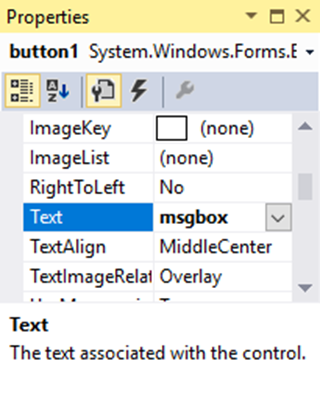 Properties
button1 System.Windows.Forms.B
ImageKey (none)
ImageList (none)
RightToLeft No
Text msgbox
TextAlign MiddleCenter
TextImageRelat Overlay
Text
The text associated with the control.